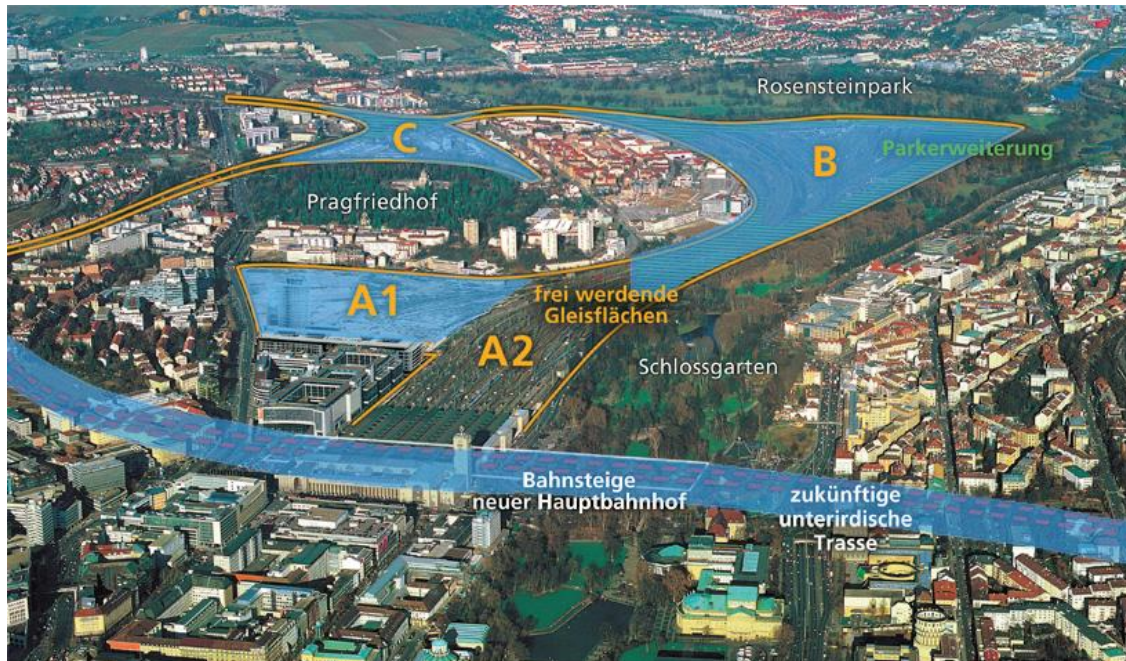 Rosensteinpark
C
B
Parkerweiterung
Pragfriedhof
A1
frei werdende
Gleisflächen
A2
Schlossgarten
Bahnsteige
neuer Hauptbahnhof
zukünftige
unterirdische
Trasse